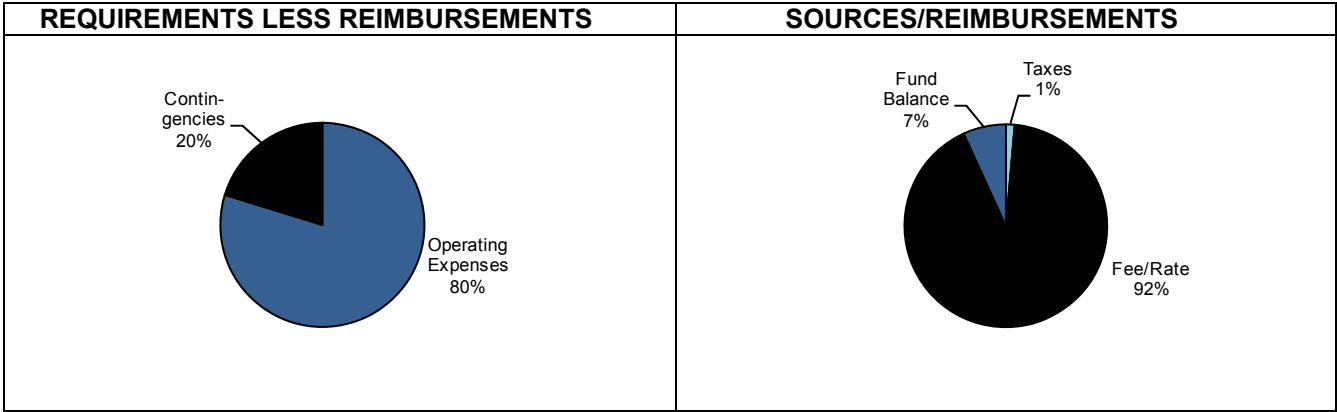 REQUIREMENTS LESS REIMBURSEMENTS
Contin-
gencies
20%
Operating
Expenses
80%
SOURCES/REIMBURSEMENTS
Fund
Balance
7%
Taxes
1%
Fee/Rate
92%